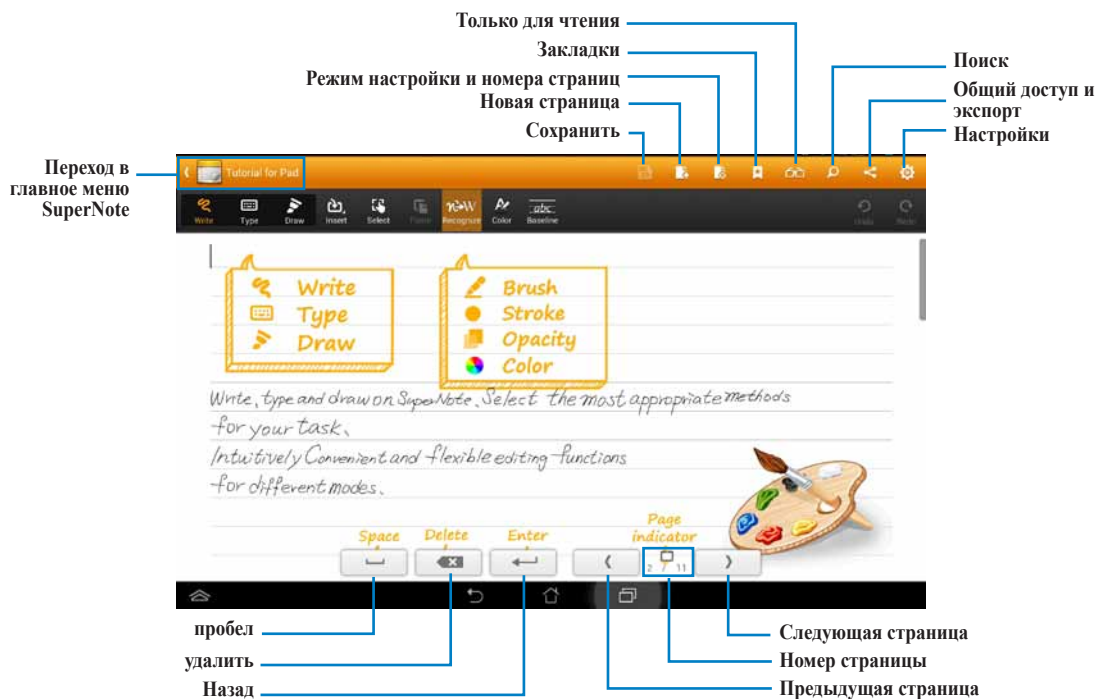 Только для чтения
Закладки
Режим настройки и номера страниц
Новая страница
Сохранить
Поиск
Общий доступ и
экспорт
Настройки
Переход в
главное меню
SuperNote
Tutorial for Pad
Write Type Draw Insert Select Paste Recognize Color Baseline Undo Redo
abc
Write
Type
Draw
Brush
Stroke
Opacity
Color
Write, type and draw on SuperNote. Select the most appropriate methods
for your task.
Intuitively Convenient and flexible editing functions
for different modes.
Space Delete Enter Page
indicator
2 / 11
пробел
удалить
Назад
Следующая страница
Номер страницы
Предыдущая страница